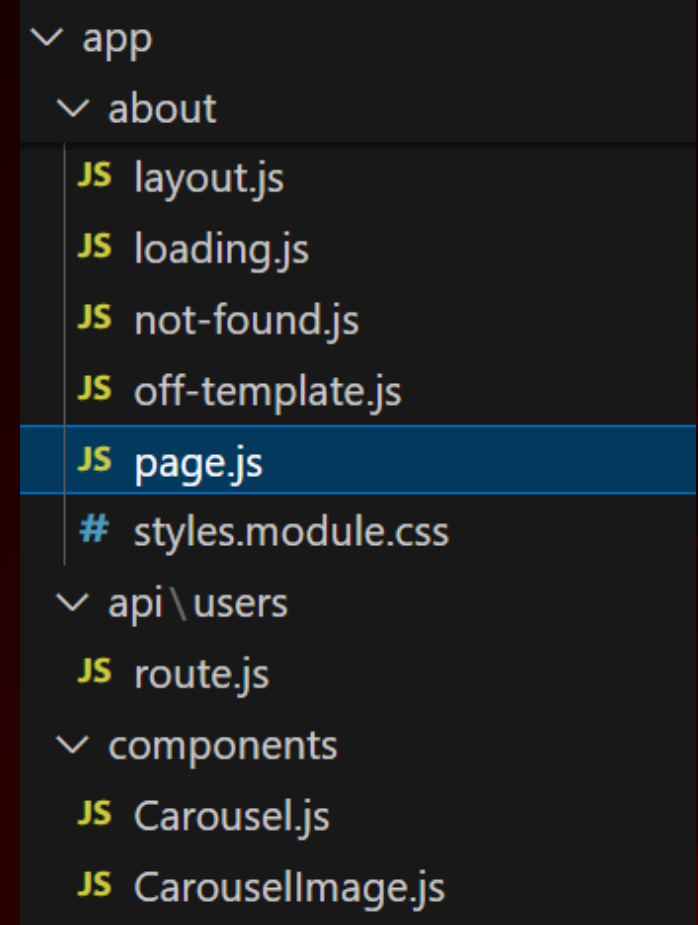 app
about
JS layout.js
JS loading.js
JS not-found.js
JS off-template.js
JS page.js
# styles.module.css
api\users
JS route.js
components
JS Carousel.js
JS CarouselImage.js